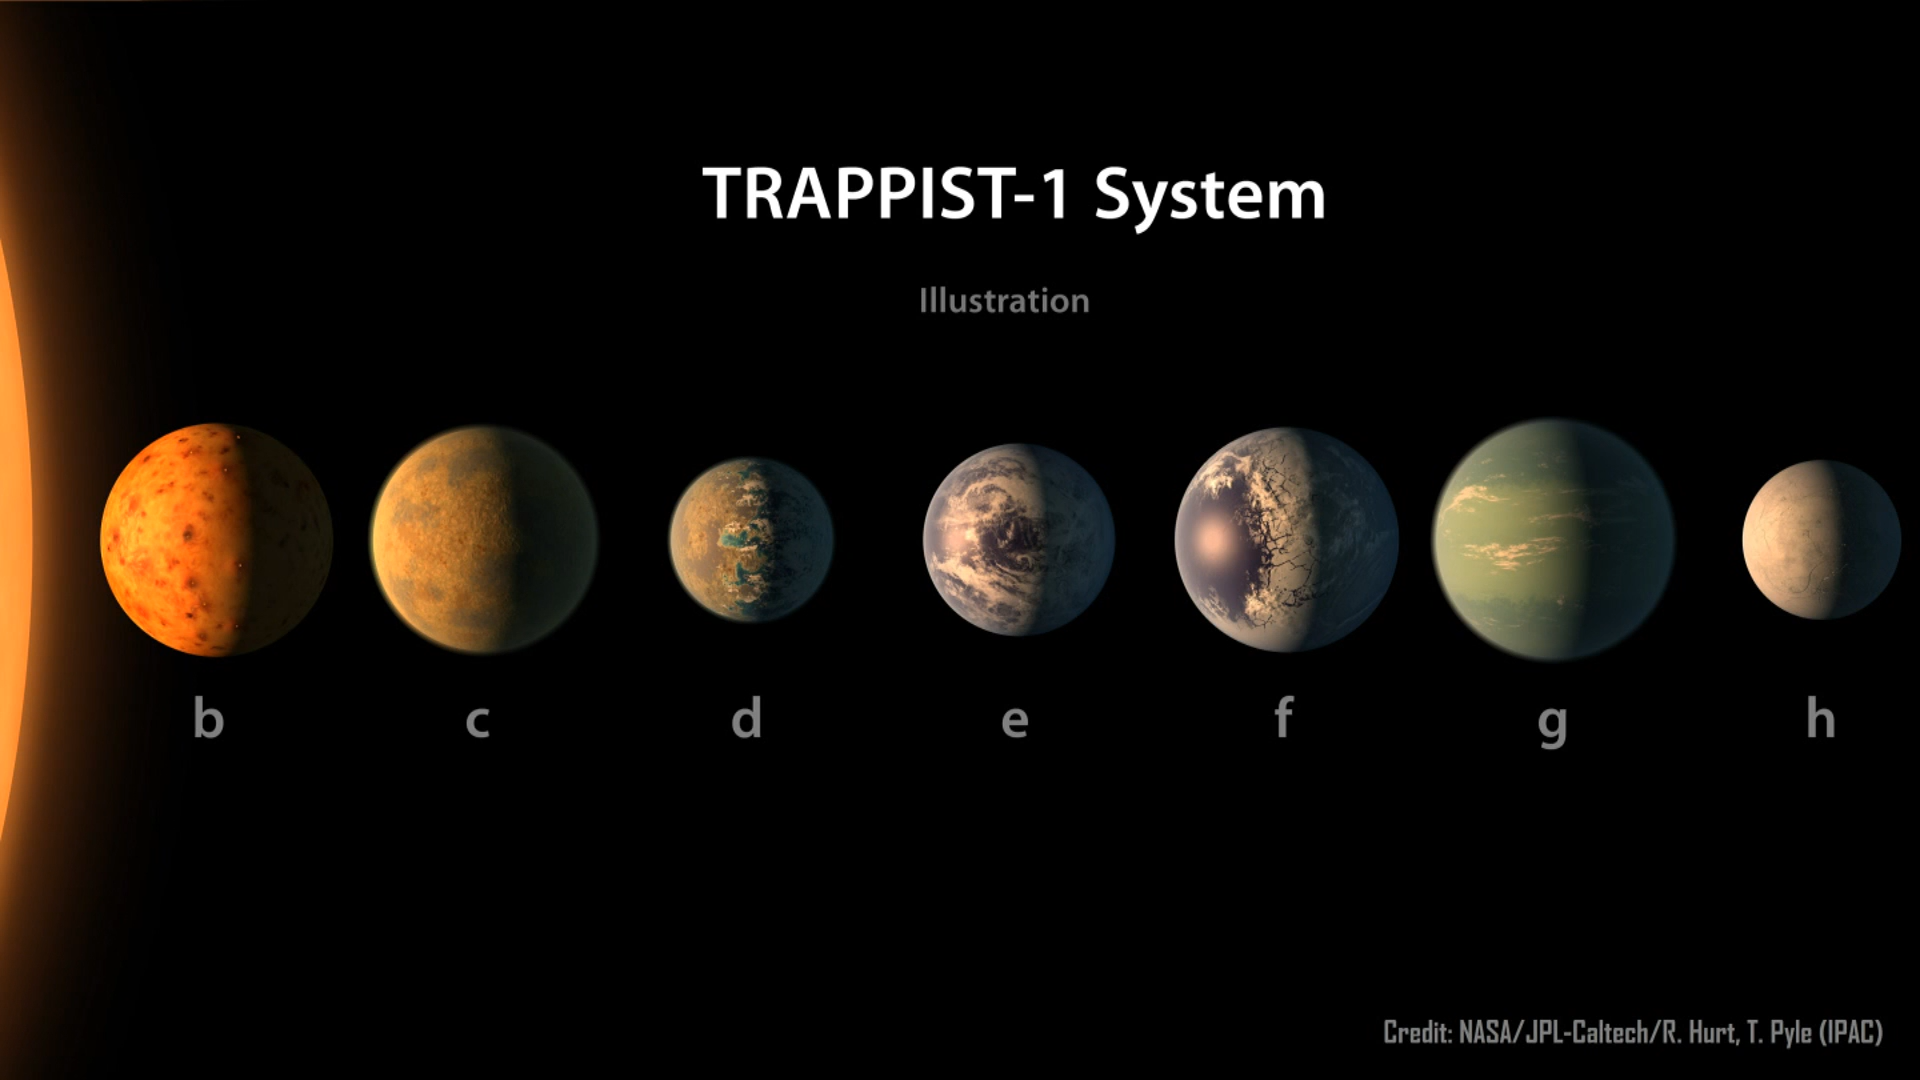 TRAPPIST-1 System
Illustration
b c d e f g h
Credit: NASA/JPL-Caltech/R. Hurt, T. Pyle (IPAC)